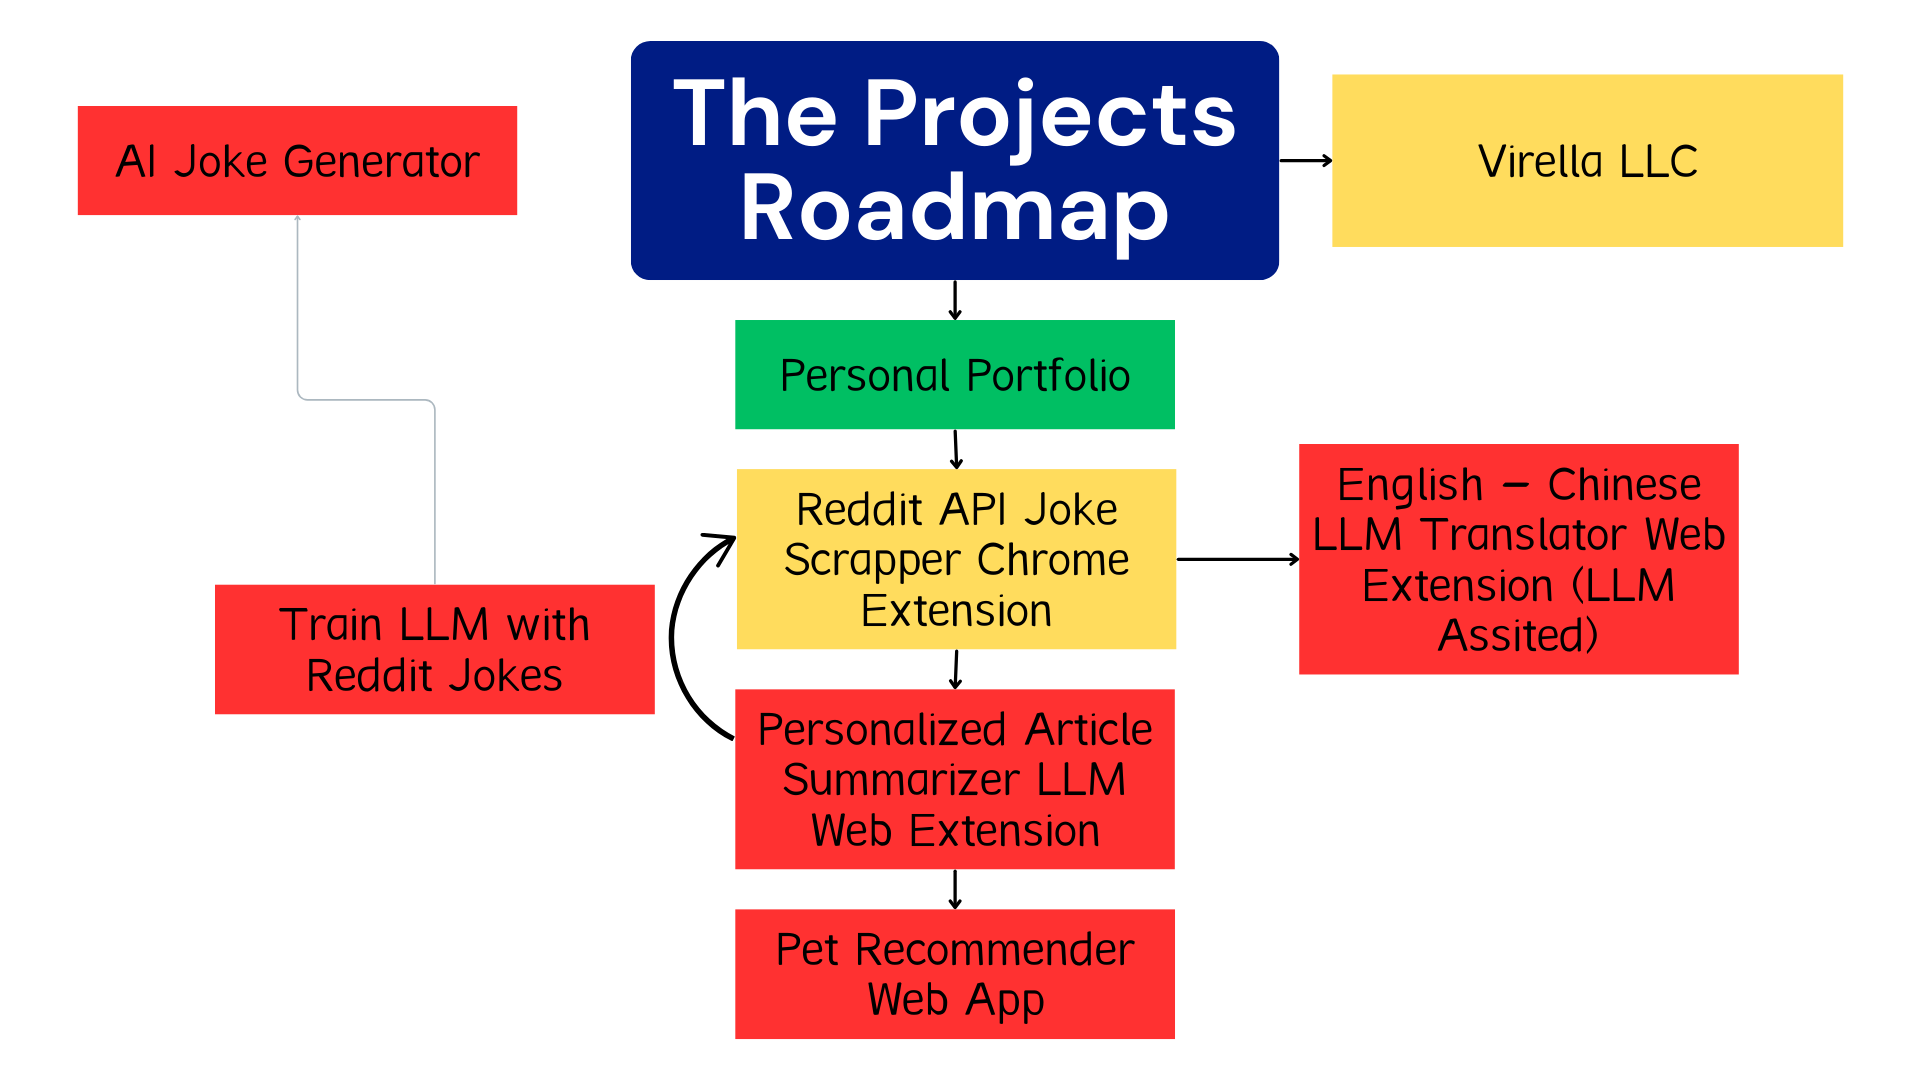 The Projects
Roadmap
AI Joke Generator
Virella LLC
Personal Portfolio
Reddit API Joke
Scrapper Chrome
Extension
English – Chinese
LLM Translator Web
Extension (LLM
Assited)
Train LLM with
Reddit Jokes
Personalized Article
Summarizer LLM
Web Extension
Pet Recommender
Web App